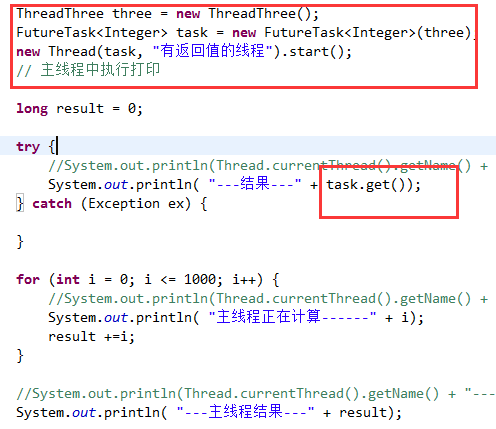 ThreadThree three = new ThreadThree();
FutureTask<Integer> task = new FutureTask<Integer>(three)
new Thread(task, "有返回值的线程").start();
// 主线程中执行打印
long result = 0;
try {
//System.out.println(Thread.currentThread().getName() +
System.out.println( "---结果---" + task.get());
} catch (Exception ex) {
}
for (int i = 0; i <= 1000; i++) {
//System.out.println(Thread.currentThread().getName() +
System.out.println( "主线程正在计算------" + i);
result +=i;
}
//System.out.println(Thread.currentThread().getName() + "---
System.out.println( "---主线程结果---" + result);